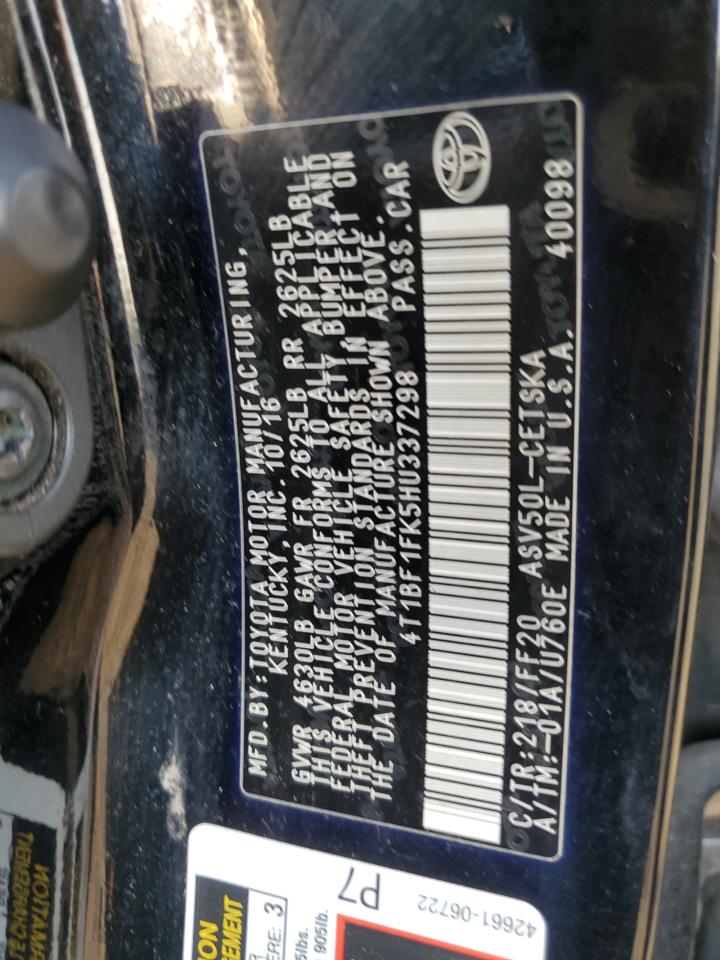 MFD.BY:TOYOTA MOTOR MANUFACTURING,
KENTUCKY, INC. 10/16
GVWR 4630LB GAWR FR 2625LB RR 2625LB
THIS VEHICLE CONFORMS TO ALL APPLICABLE
FEDERAL MOTOR VEHICLE SAFETY, BUMPER, AND
THEFT PREVENTION STANDARDS IN EFFECT ON
THE DATE OF MANUFACTURE SHOWN ABOVE.
4T1BF1FK5HU337298 PASS.CAR
C/TR:218/FF20 ASV50L-CETSKA
A/TM:-01A/U760E MADE IN U.S.A. 40098
P7
42661-06722
3
905lb.
5lbs.